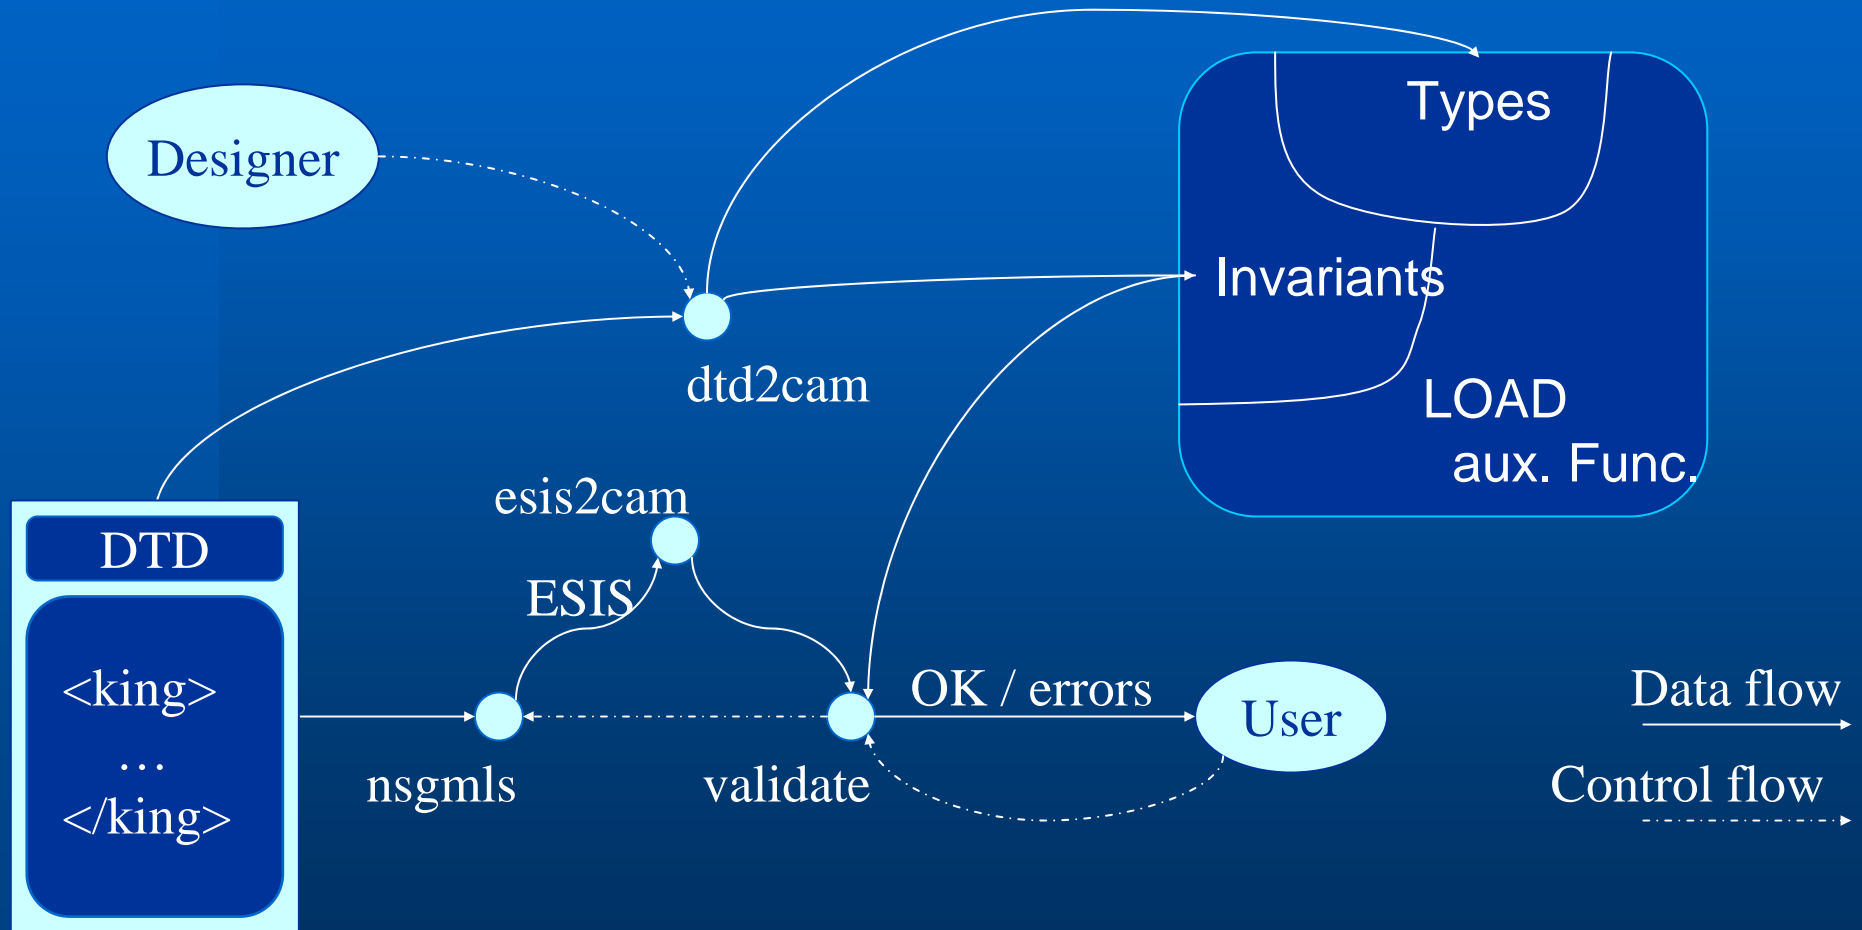 Types
Designer
Invariants
dtd2cam
LOAD
aux. Func.
esis2cam
DTD
ESIS
<king>
…
</king>
OK / errors
User
nsgmls
validate
Data flow
Control flow